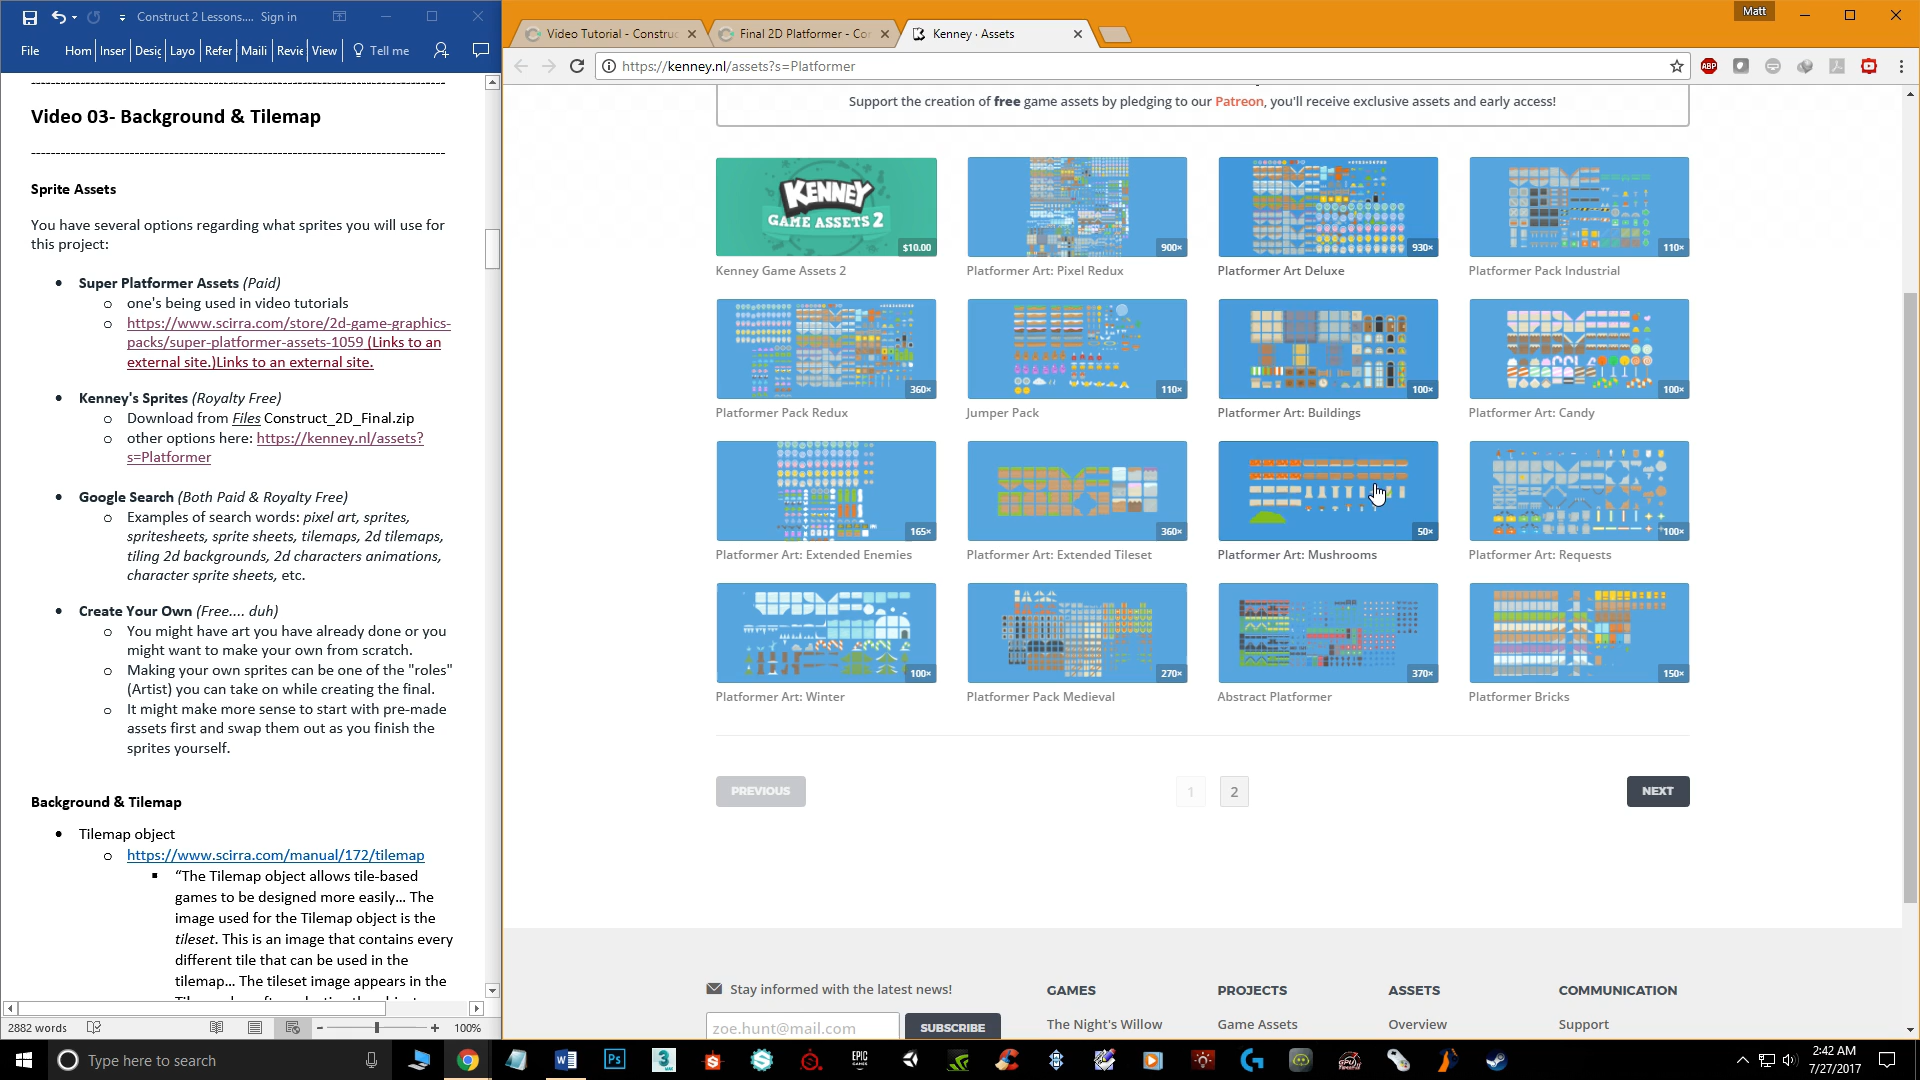 Construct 2 Lessons....  Sign in
File Hom Inser Desig Layo Refer Maili Revie View Tell me
Video 03- Background & Tilemap
Sprite Assets
You have several options regarding what sprites you will use for
this project:
Super Platformer Assets (Paid)
one's being used in video tutorials
https://www.scirra.com/store/2d-game-graphics-
packs/super-platformer-assets-1059 (Links to an
external site.)Links to an external site.
Kenney's Sprites (Royalty Free)
Download from Files Construct_2D_Final.zip
other options here: https://kenney.nl/assets?
s=Platformer
Google Search (Both Paid & Royalty Free)
Examples of search words: pixel art, sprites,
spritesheets, sprite sheets, tilemaps, 2d tilemaps,
tiling 2d backgrounds, 2d characters animations,
character sprite sheets, etc.
Create Your Own (Free.... duh)
You might have art you have already done or you
might want to make your own from scratch.
Making your own sprites can be one of the "roles"
(Artist) you can take on while creating the final.
It might make more sense to start with pre-made
assets first and swap them out as you finish the
sprites yourself.
Background & Tilemap
Tilemap object
https://www.scirra.com/manual/172/tilemap
“The Tilemap object allows tile-based
games to be designed more easily... The
image used for the Tilemap object is the
tileset. This is an image that contains every
different tile that can be used in the
tilemap... The tileset image appears in the
2882 words
100%
Matt
Video Tutorial - Construc
Final 2D Platformer - Con
Kenney · Assets
https://kenney.nl/assets?s=Platformer
ABP
Support the creation of free game assets by pledging to our Patreon, you'll receive exclusive assets and early access!
KENNEY
GAME ASSETS 2
$10.00
900×
930×
110×
Kenney Game Assets 2
Platformer Art: Pixel Redux
Platformer Art Deluxe
Platformer Pack Industrial
360×
110×
100×
100×
Platformer Pack Redux
Jumper Pack
Platformer Art: Buildings
Platformer Art: Candy
165×
360×
50×
100×
Platformer Art: Extended Enemies
Platformer Art: Extended Tileset
Platformer Art: Mushrooms
Platformer Art: Requests
100×
270×
370×
150×
Platformer Art: Winter
Platformer Pack Medieval
Abstract Platformer
Platformer Bricks
PREVIOUS
1
2
NEXT
Stay informed with the latest news!
GAMES
PROJECTS
ASSETS
COMMUNICATION
zoe.hunt@mail.com
SUBSCRIBE
The Night's Willow
Game Assets
Overview
Support
Type here to search
Ps
3
EPIC
GAMES
2:42 AM
7/27/2017